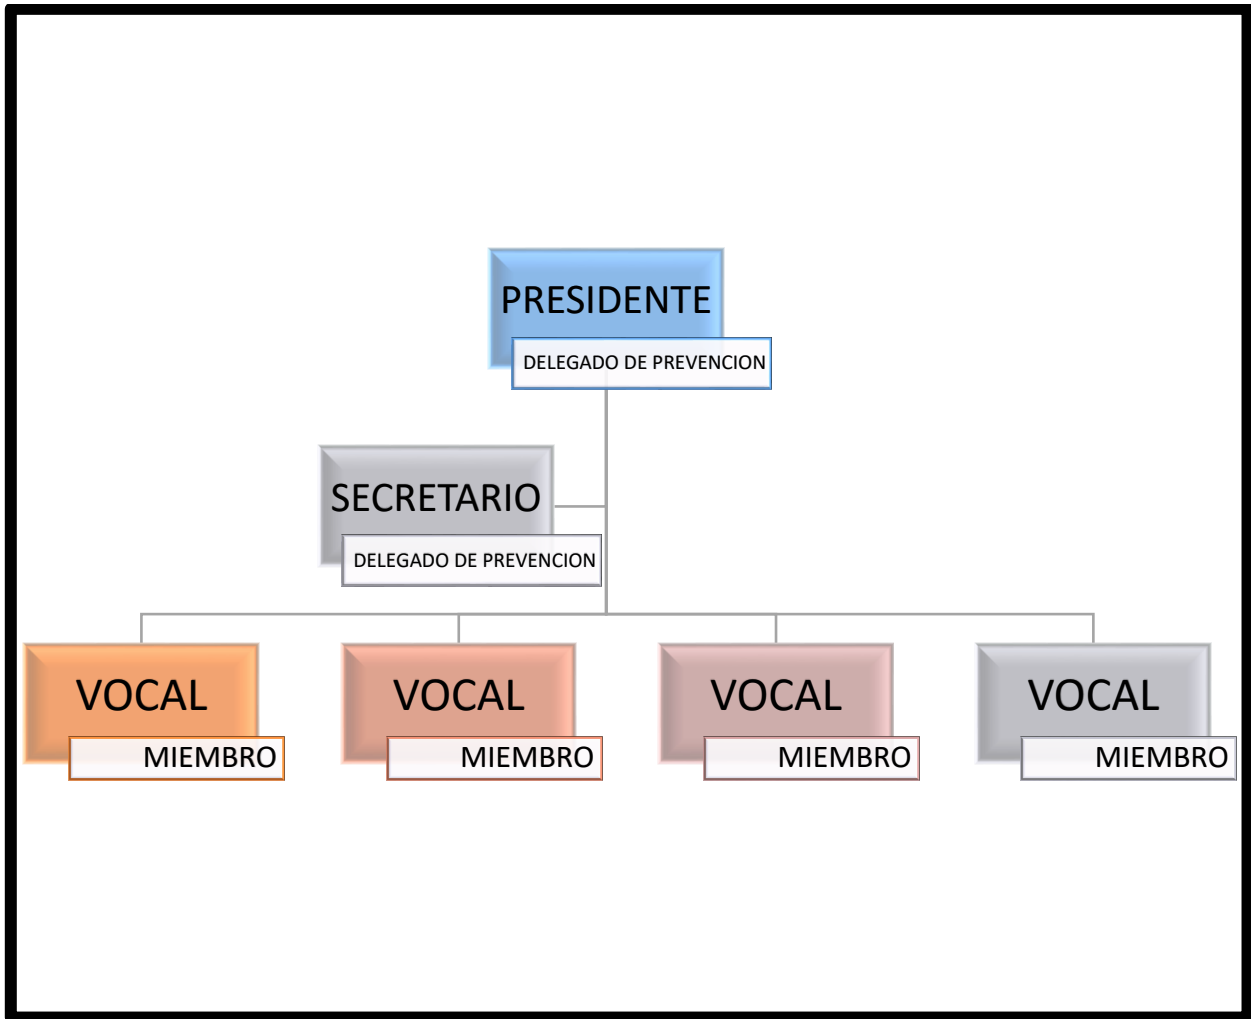 PRESIDENTE
DELEGADO DE PREVENCION
SECRETARIO
DELEGADO DE PREVENCION
VOCAL
MIEMBRO
VOCAL
MIEMBRO
VOCAL
MIEMBRO
VOCAL
MIEMBRO